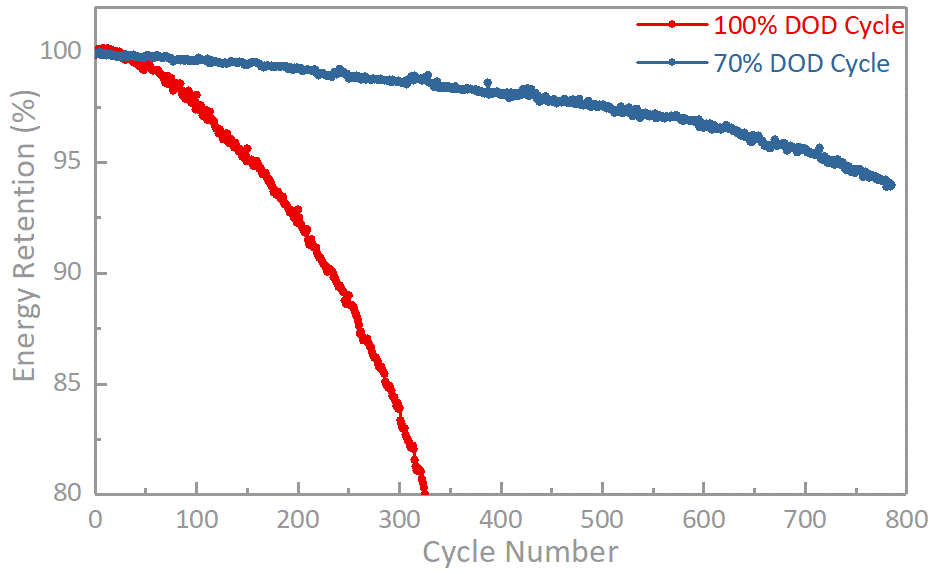 100% DOD Cycle
70% DOD Cycle
100
95
90
85
80
Energy Retention (%)
0 100 200 300 400 500 600 700 800
Cycle Number